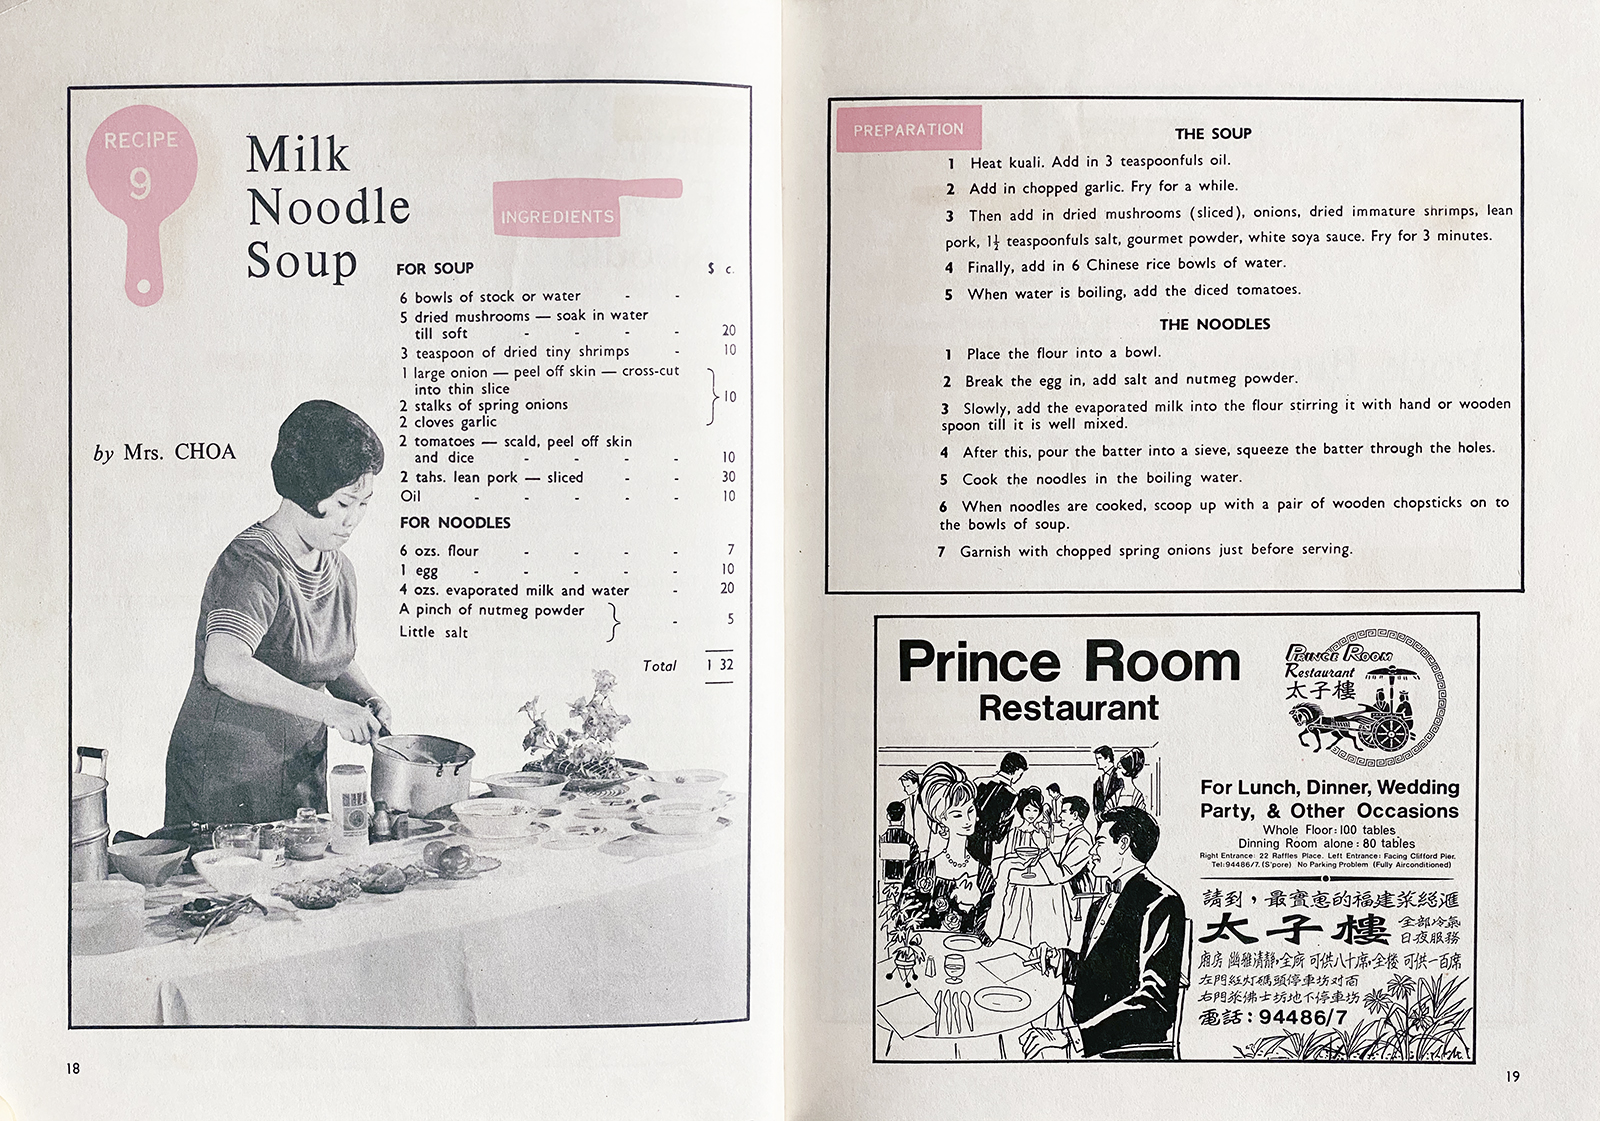 RECIPE
9
Milk
Noodle
Soup
by Mrs. CHOA
INGREDIENTS
FOR SOUP $ c.
6 bowls of stock or water - -
5 dried mushrooms — soak in water
till soft - - - - 20
3 teaspoon of dried tiny shrimps - 10
1 large onion — peel off skin — cross-cut
into thin slice
2 stalks of spring onions
2 cloves garlic
10
2 tomatoes — scald, peel off skin
and dice - - - - 10
2 tahs. lean pork — sliced - - 30
Oil - - - - - 10
FOR NOODLES
6 ozs. flour - - - - 7
1 egg - - - - - 10
4 ozs. evaporated milk and water - 20
A pinch of nutmeg powder
Little salt
- 5
Total 1 32
18
PREPARATION
THE SOUP
1 Heat kuali. Add in 3 teaspoonfuls oil.
2 Add in chopped garlic. Fry for a while.
3 Then add in dried mushrooms (sliced), onions, dried immature shrimps, lean
pork, 1½ teaspoonfuls salt, gourmet powder, white soya sauce. Fry for 3 minutes.
4 Finally, add in 6 Chinese rice bowls of water.
5 When water is boiling, add the diced tomatoes.
THE NOODLES
1 Place the flour into a bowl.
2 Break the egg in, add salt and nutmeg powder.
3 Slowly, add the evaporated milk into the flour stirring it with hand or wooden
spoon till it is well mixed.
4 After this, pour the batter into a sieve, squeeze the batter through the holes.
5 Cook the noodles in the boiling water.
6 When noodles are cooked, scoop up with a pair of wooden chopsticks on to
the bowls of soup.
7 Garnish with chopped spring onions just before serving.
Prince Room
Restaurant
PRINCE ROOM
Restaurant
太子樓
For Lunch, Dinner, Wedding
Party, & Other Occasions
Whole Floor: 100 tables
Dinning Room alone: 80 tables
Right Entrance: 22 Raffles Place. Left Entrance: Facing Clifford Pier.
Tel: 94486/7. (S'pore) No Parking Problem (Fully Airconditioned)
請到，最實惠的福建菜總滙
太子樓
全部冷氣
日夜服務
廂房 幽雅清靜，全廊可供八十席，全樓可供一百席
左門紅灯碼頭停車坊对面
右門萊佛士坊地下停車坊
電話：94486/7
19